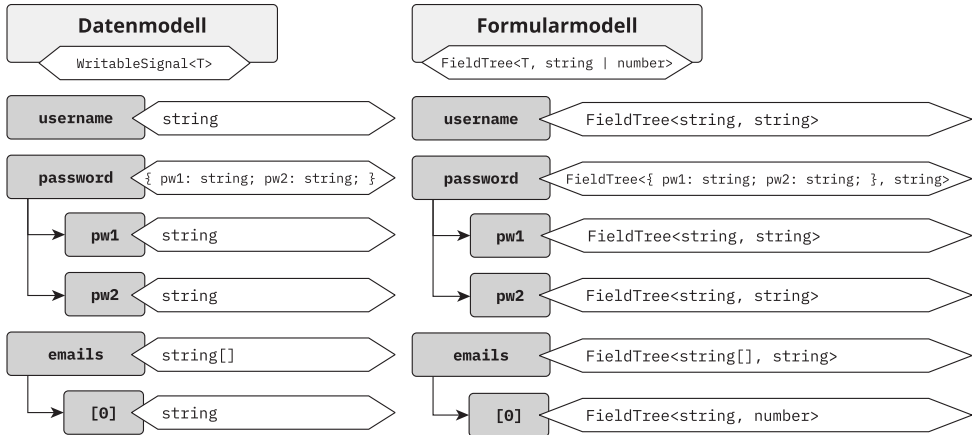 Datenmodell
WritableSignal<T>
username
string
password
{ pw1: string; pw2: string; }
pw1
string
pw2
string
emails
string[]
[0]
string
Formularmodell
FieldTree<T, string | number>
username
FieldTree<string, string>
password
FieldTree<{ pw1: string; pw2: string; }, string>
pw1
FieldTree<string, string>
pw2
FieldTree<string, string>
emails
FieldTree<string[], string>
[0]
FieldTree<string, number>